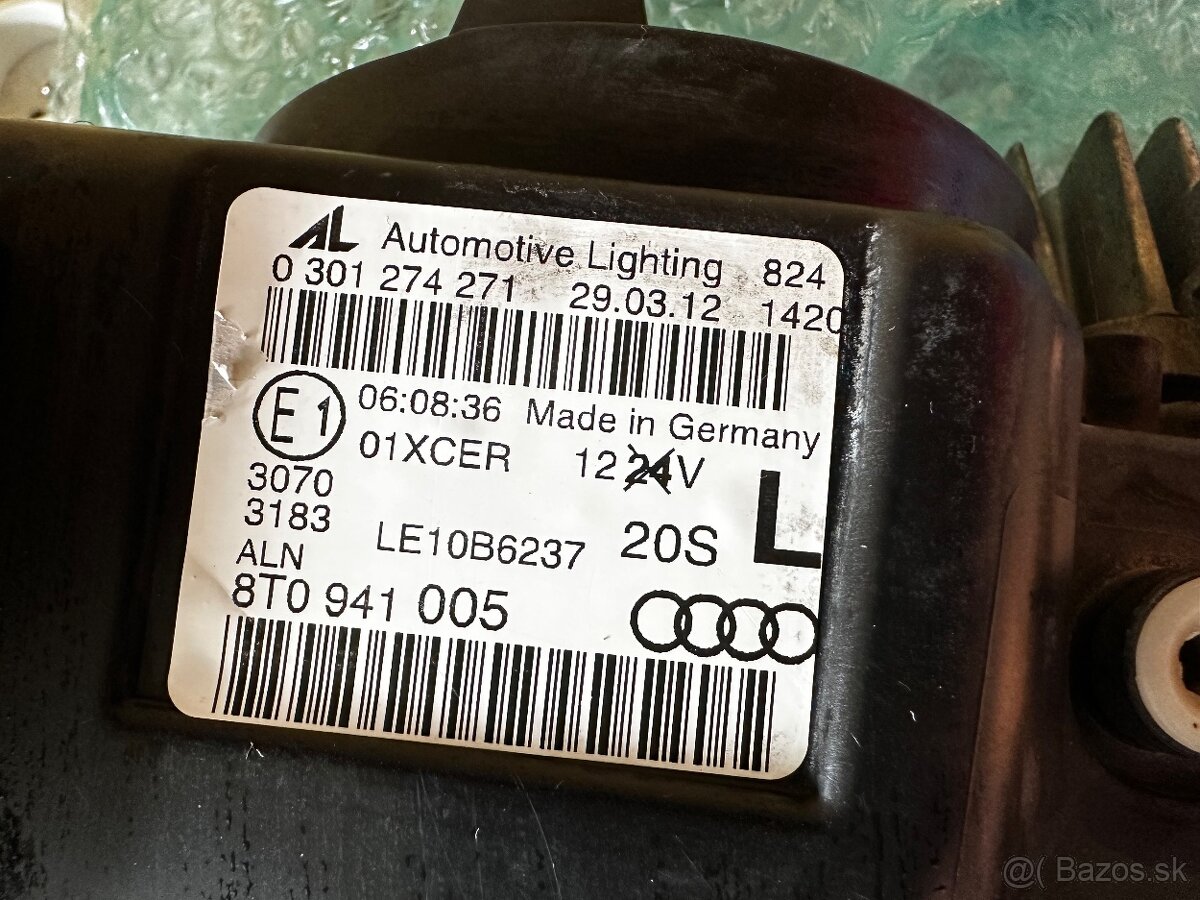 AL Automotive Lighting 824
0 301 274 271 29.03.12 1420
E1 06:08:36 Made in Germany
01XCER 12 24V
3070
3183
LE10B6237 20S L
ALN
8T0 941 005
@( Bazos.sk